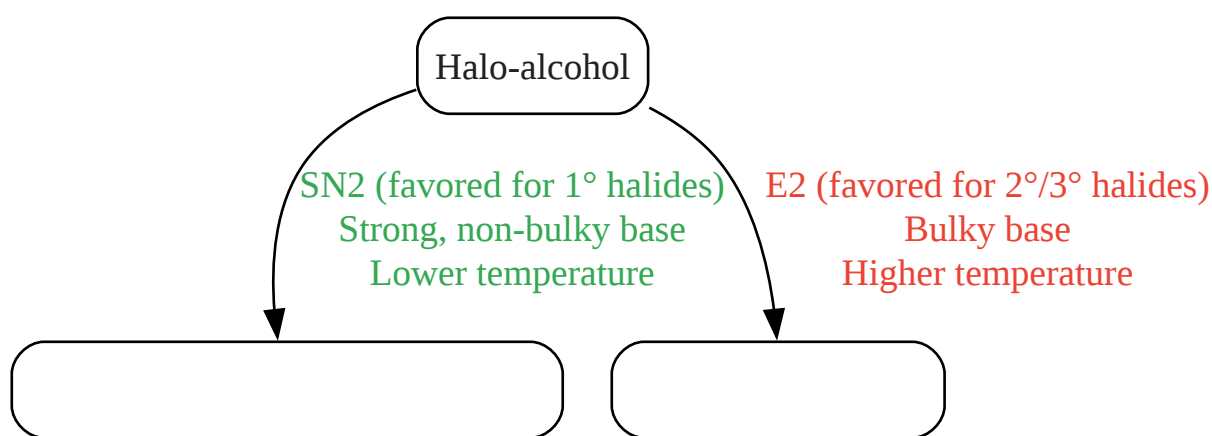 Halo-alcohol
SN2 (favored for 1° halides)
Strong, non-bulky base
Lower temperature
E2 (favored for 2°/3° halides)
Bulky base
Higher temperature